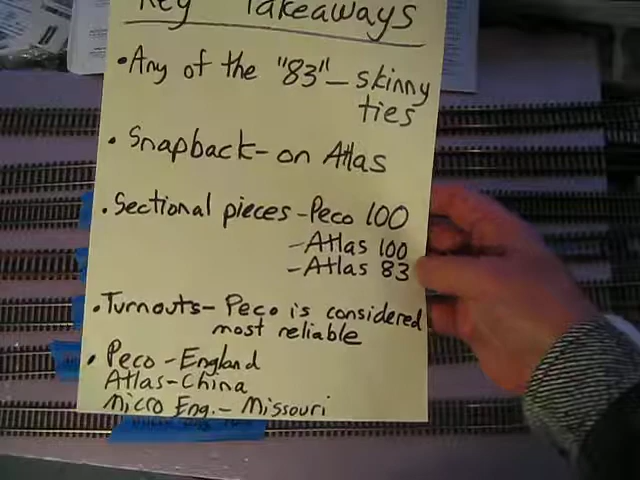 Key Takeaways
• Any of the "83" - skinny
ties
• Snapback - on Atlas
• Sectional pieces - Peco 100
- Atlas 100
- Atlas 83
• Turnouts - Peco is considered
most reliable
• Peco - England
Atlas - China
Micro Eng. - Missouri